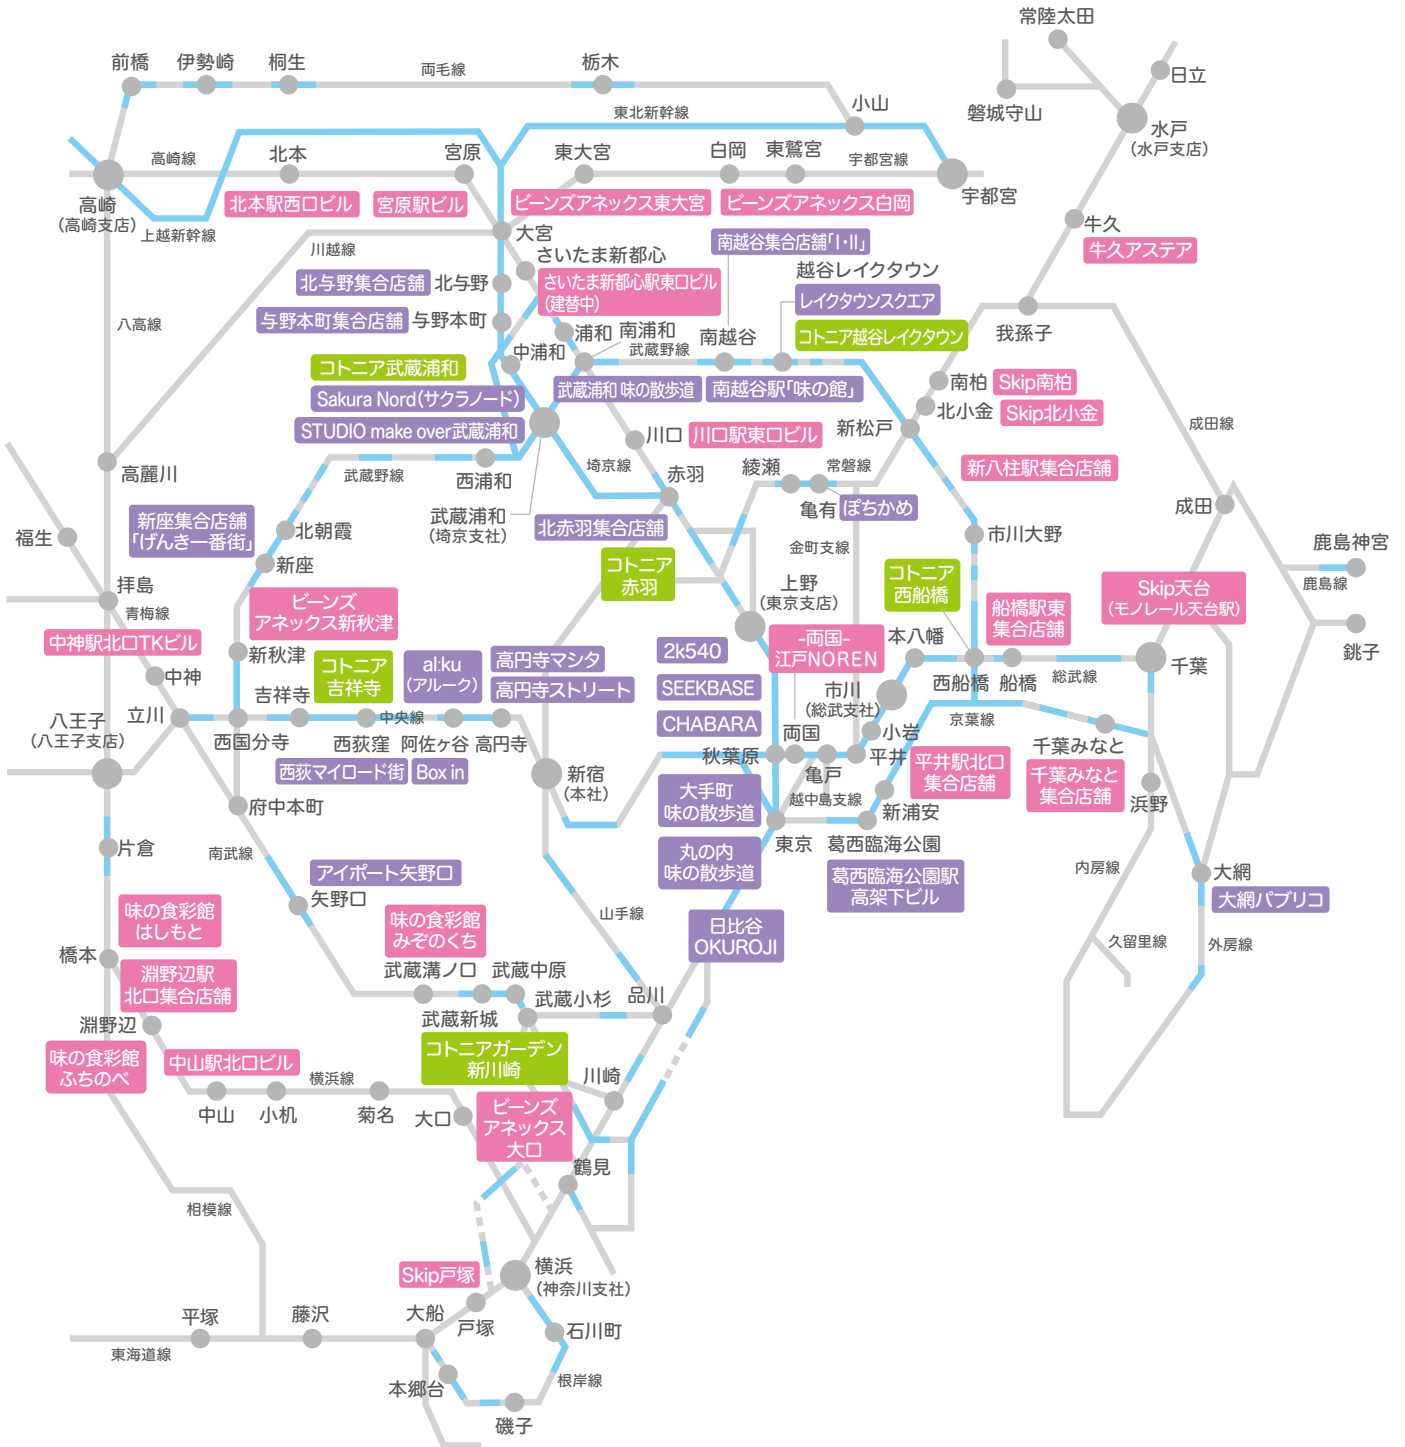 常陸太田
前橋
伊勢崎
桐生
両毛線
栃木
日立
小山
東北新幹線
磐城守山
水戸
(水戸支店)
高崎線
北本
宮原
東大宮
白岡
東鷲宮
宇都宮線
宇都宮
高崎
(高崎支店)
北本駅西口ビル
宮原駅ビル
ビーンズアネックス東大宮
ビーンズアネックス白岡
上越新幹線
川越線
大宮
牛久
牛久アステア
さいたま新都心
南越谷集合店舗「I・II」
越谷レイクタウン
北与野集合店舗
北与野
さいたま新都心駅東口ビル
(建替中)
レイクタウンスクエア
八高線
与野本町集合店舗
与野本町
浦和
南浦和
武蔵野線
南越谷
コトニア越谷レイクタウン
我孫子
中浦和
コトニア武蔵浦和
Sakura Nord(サクラノード)
STUDIO make over武蔵浦和
武蔵浦和 味の散歩道
南越谷駅「味の館」
南柏
Skip南柏
北小金
Skip北小金
新松戸
成田線
川口
川口駅東口ビル
高麗川
武蔵野線
西浦和
埼京線
赤羽
綾瀬
常磐線
新八柱駅集合店舗
亀有
ぽちかめ
成田
福生
新座集合店舗
「げんき一番街」
北朝霞
武蔵浦和
(埼京支社)
北赤羽集合店舗
金町支線
市川大野
鹿島神宮
鹿島線
新座
コトニア
赤羽
上野
(東京支店)
コトニア
西船橋
Skip天台
(モノレール天台駅)
拝島
青梅線
ビーンズ
アネックス新秋津
船橋駅東
集合店舗
銚子
中神駅北口TKビル
2k540
-両国-
江戸NOREN
本八幡
千葉
新秋津
コトニア
吉祥寺
al:ku
(アルーク)
高円寺マシタ
高円寺ストリート
中神
SEEKBASE
市川
(総武支社)
西船橋
船橋
総武線
立川
吉祥寺
中央線
CHABARA
両国
小岩
京葉線
八王子
(八王子支店)
西国分寺
西荻窪
阿佐ヶ谷
高円寺
秋葉原
亀戸
平井
千葉みなと
西荻マイロード街
Box in
新宿
(本社)
平井駅北口
集合店舗
千葉みなと
集合店舗
浜野
府中本町
大手町
味の散歩道
越中島支線
新浦安
東京
葛西臨海公園
片倉
南武線
丸の内
味の散歩道
葛西臨海公園駅
高架下ビル
内房線
大網
大網パブリコ
アイポート矢野口
矢野口
味の食彩館
はしもと
味の食彩館
みぞのくち
山手線
日比谷
OKUROJI
久留里線
外房線
橋本
淵野辺駅
北口集合店舗
武蔵溝ノ口
武蔵中原
武蔵小杉
品川
淵野辺
武蔵新城
味の食彩館
ふちのべ
中山駅北口ビル
コトニアガーデン
新川崎
横浜線
川崎
中山
小机
菊名
大口
ビーンズ
アネックス
大口
鶴見
相模線
Skip戸塚
横浜
(神奈川支社)
平塚
藤沢
大船
戸塚
石川町
東海道線
本郷台
根岸線
磯子